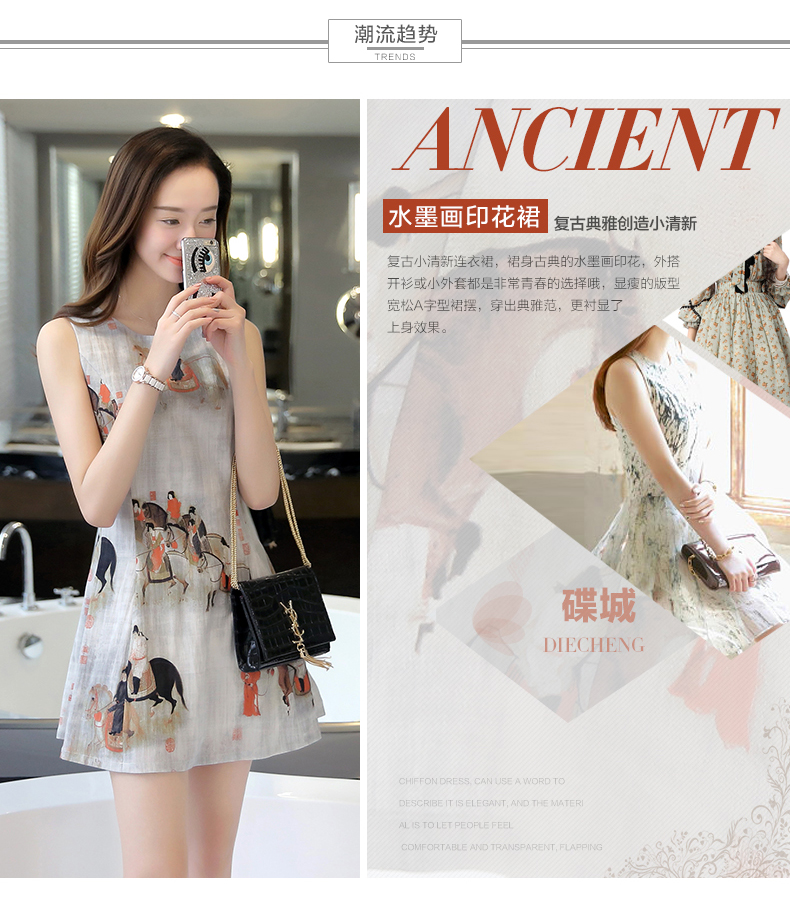 潮流趋势
TRENDS
ANCIENT
水墨画印花裙 复古典雅创造小清新
复古小清新连衣裙，裙身古典的水墨画印花，外搭
开衫或小外套都是非常青春的选择哦，显瘦的版型
宽松A字型裙摆，穿出典雅范，更衬显了
上身效果。
碟城
DIECHENG
CHIFFON DRESS, CAN USE A WORD TO
DESCRIBE IT IS ELEGANT, AND THE MATERI
AL IS TO LET PEOPLE FEEL
COMFORTABLE AND TRANSPARENT, FLAPPING